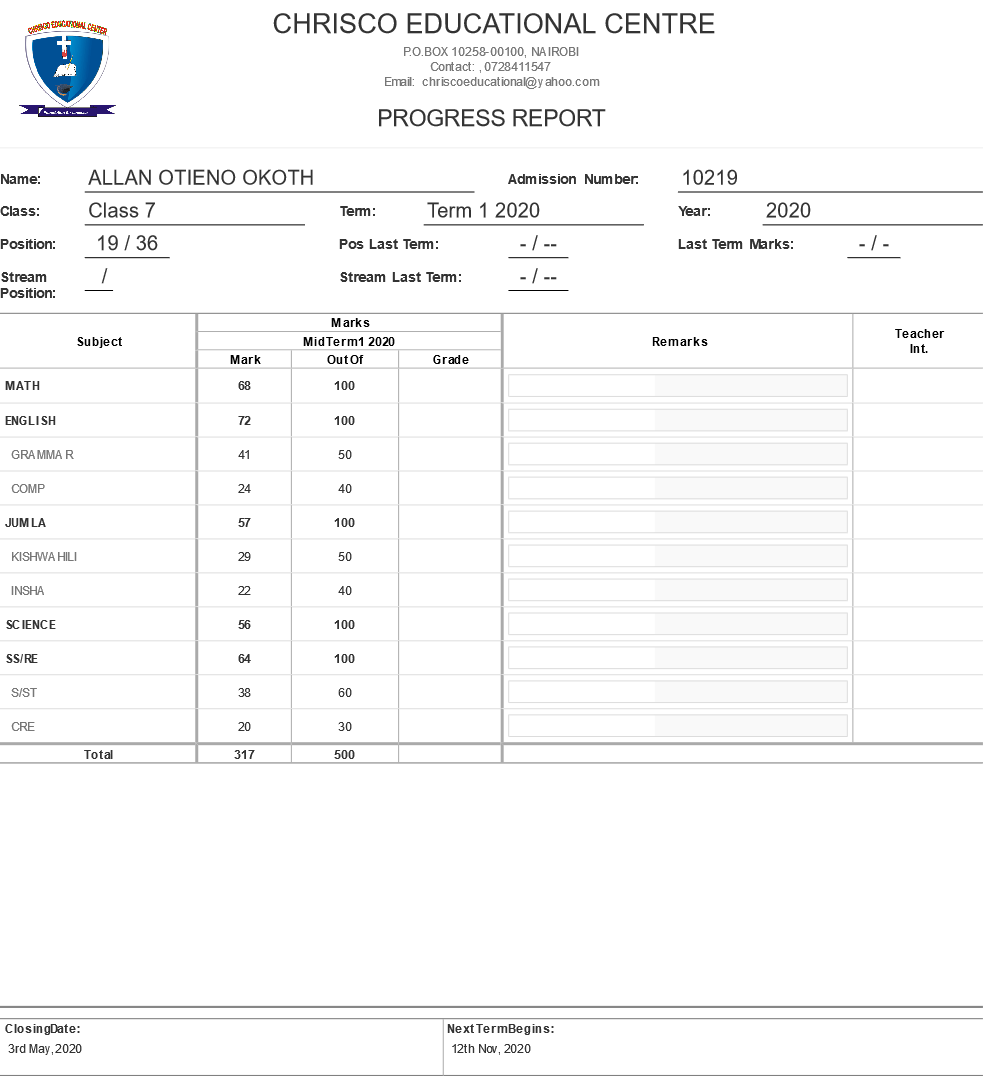 CHRISCO EDUCATIONAL CENTER
CHRISCO EDUCATIONAL CENTRE
P.O.BOX 10258-00100, NAIROBI
Contact: , 0728411547
Email: chriscoeducational@yahoo.com
PROGRESS REPORT
Name: ALLAN OTIENO OKOTH Admission Number: 10219
Class: Class 7 Term: Term 1 2020 Year: 2020
Position: 19 / 36 Pos Last Term: - / -- Last Term Marks: - / -
Stream Position: / Stream Last Term: - / --
Subject Marks Remarks Teacher Int.
MidTerm1 2020
Mark OutOf Grade
MATH 68 100
ENGLISH 72 100
GRAMMAR 41 50
COMP 24 40
JUMLA 57 100
KISHWAHILI 29 50
INSHA 22 40
SCIENCE 56 100
SS/RE 64 100
S/ST 38 60
CRE 20 30
Total 317 500
ClosingDate: NextTermBegins:
3rd May,2020 12th Nov, 2020